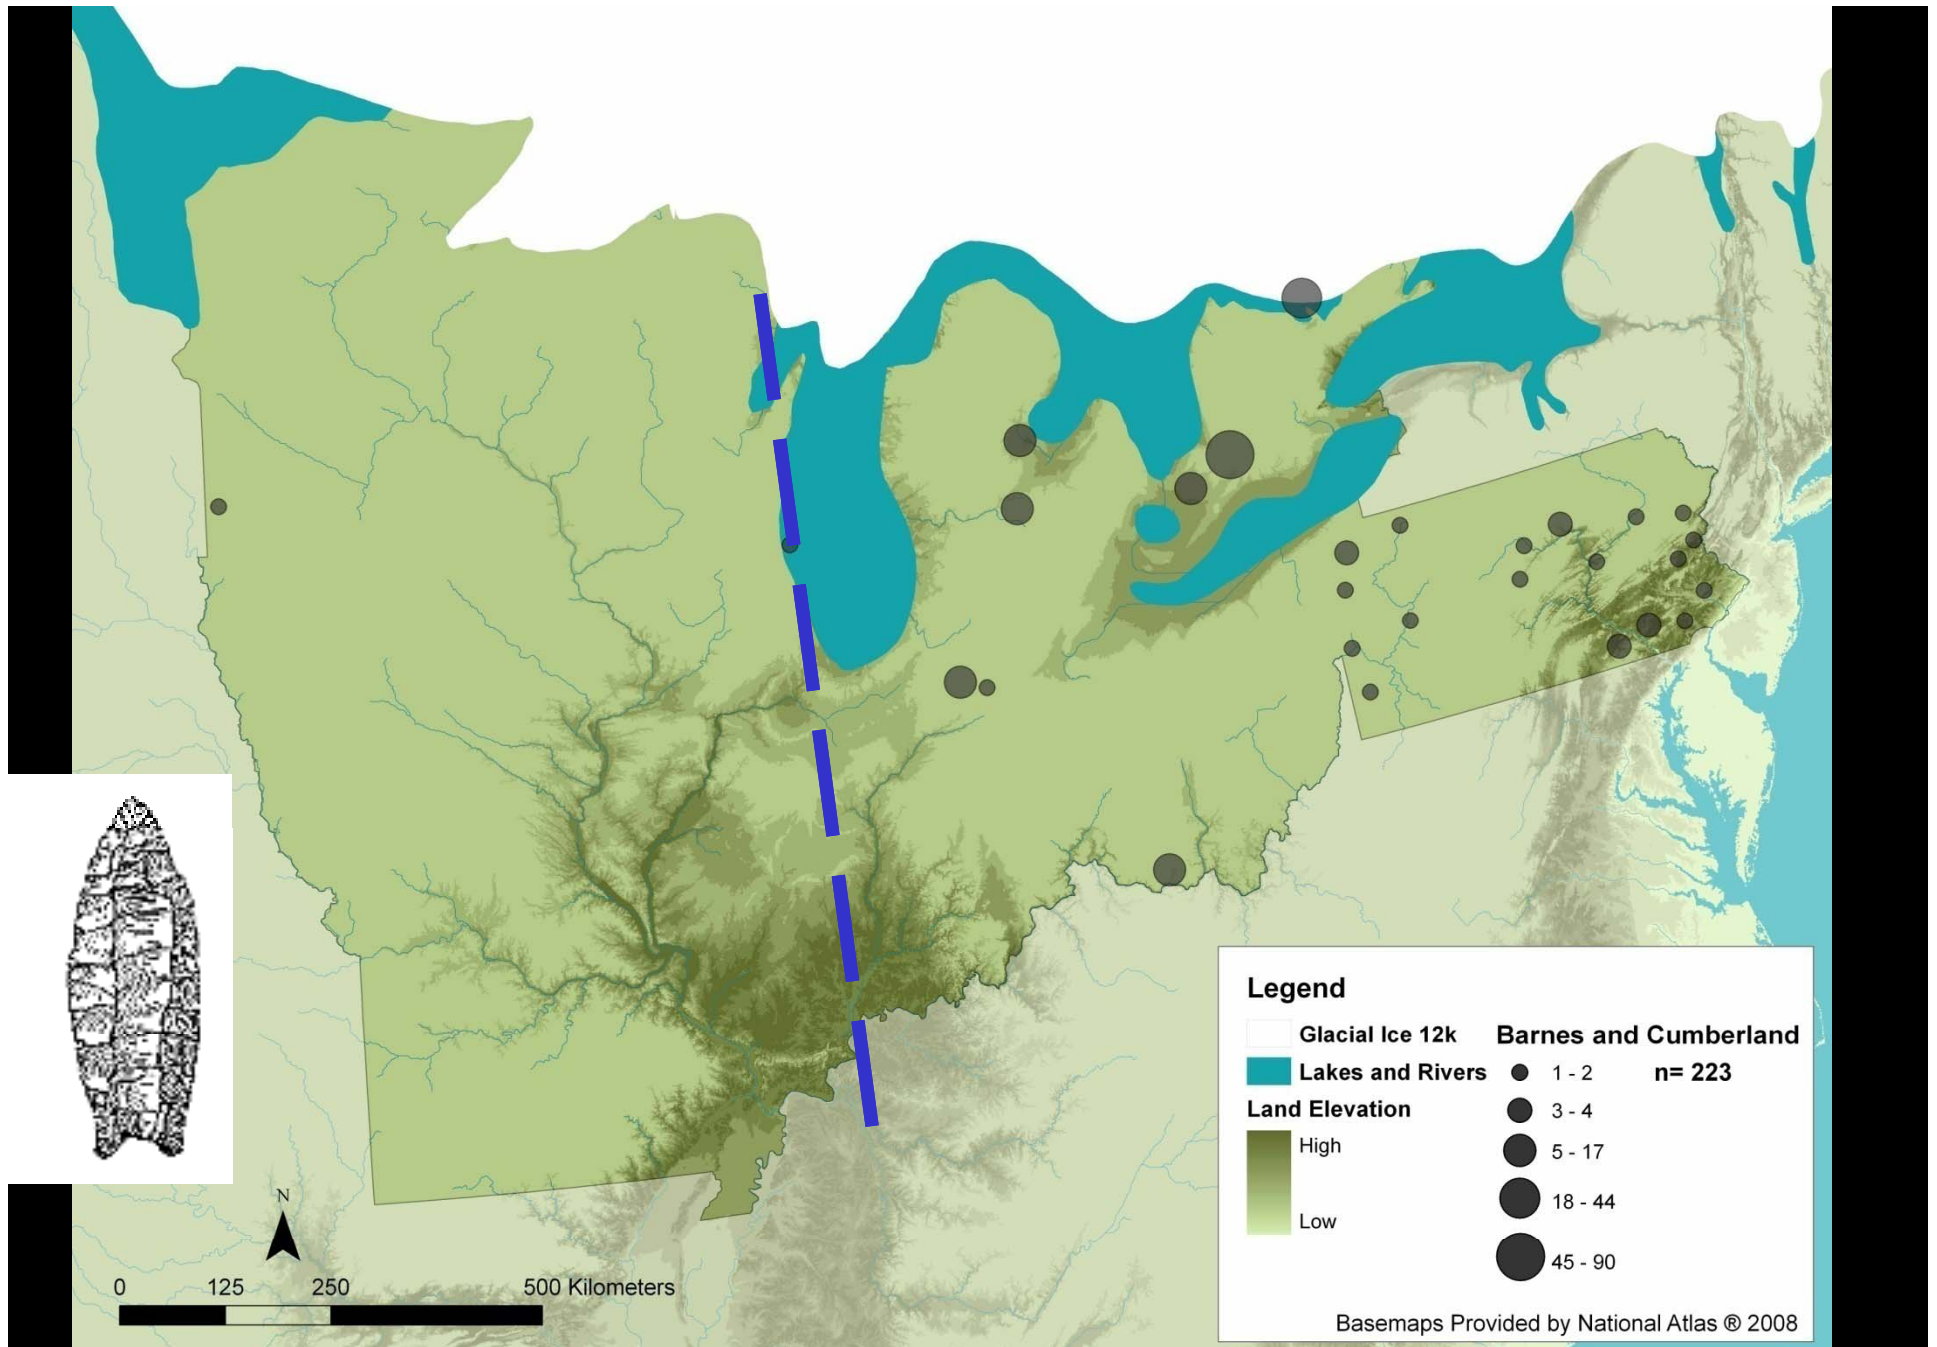 Legend
Glacial Ice 12k
Lakes and Rivers
Land Elevation
High
Low
Barnes and Cumberland
1 - 2
n= 223
3 - 4
5 - 17
18 - 44
45 - 90
Basemaps Provided by National Atlas ® 2008
N
0 125 250 500 Kilometers